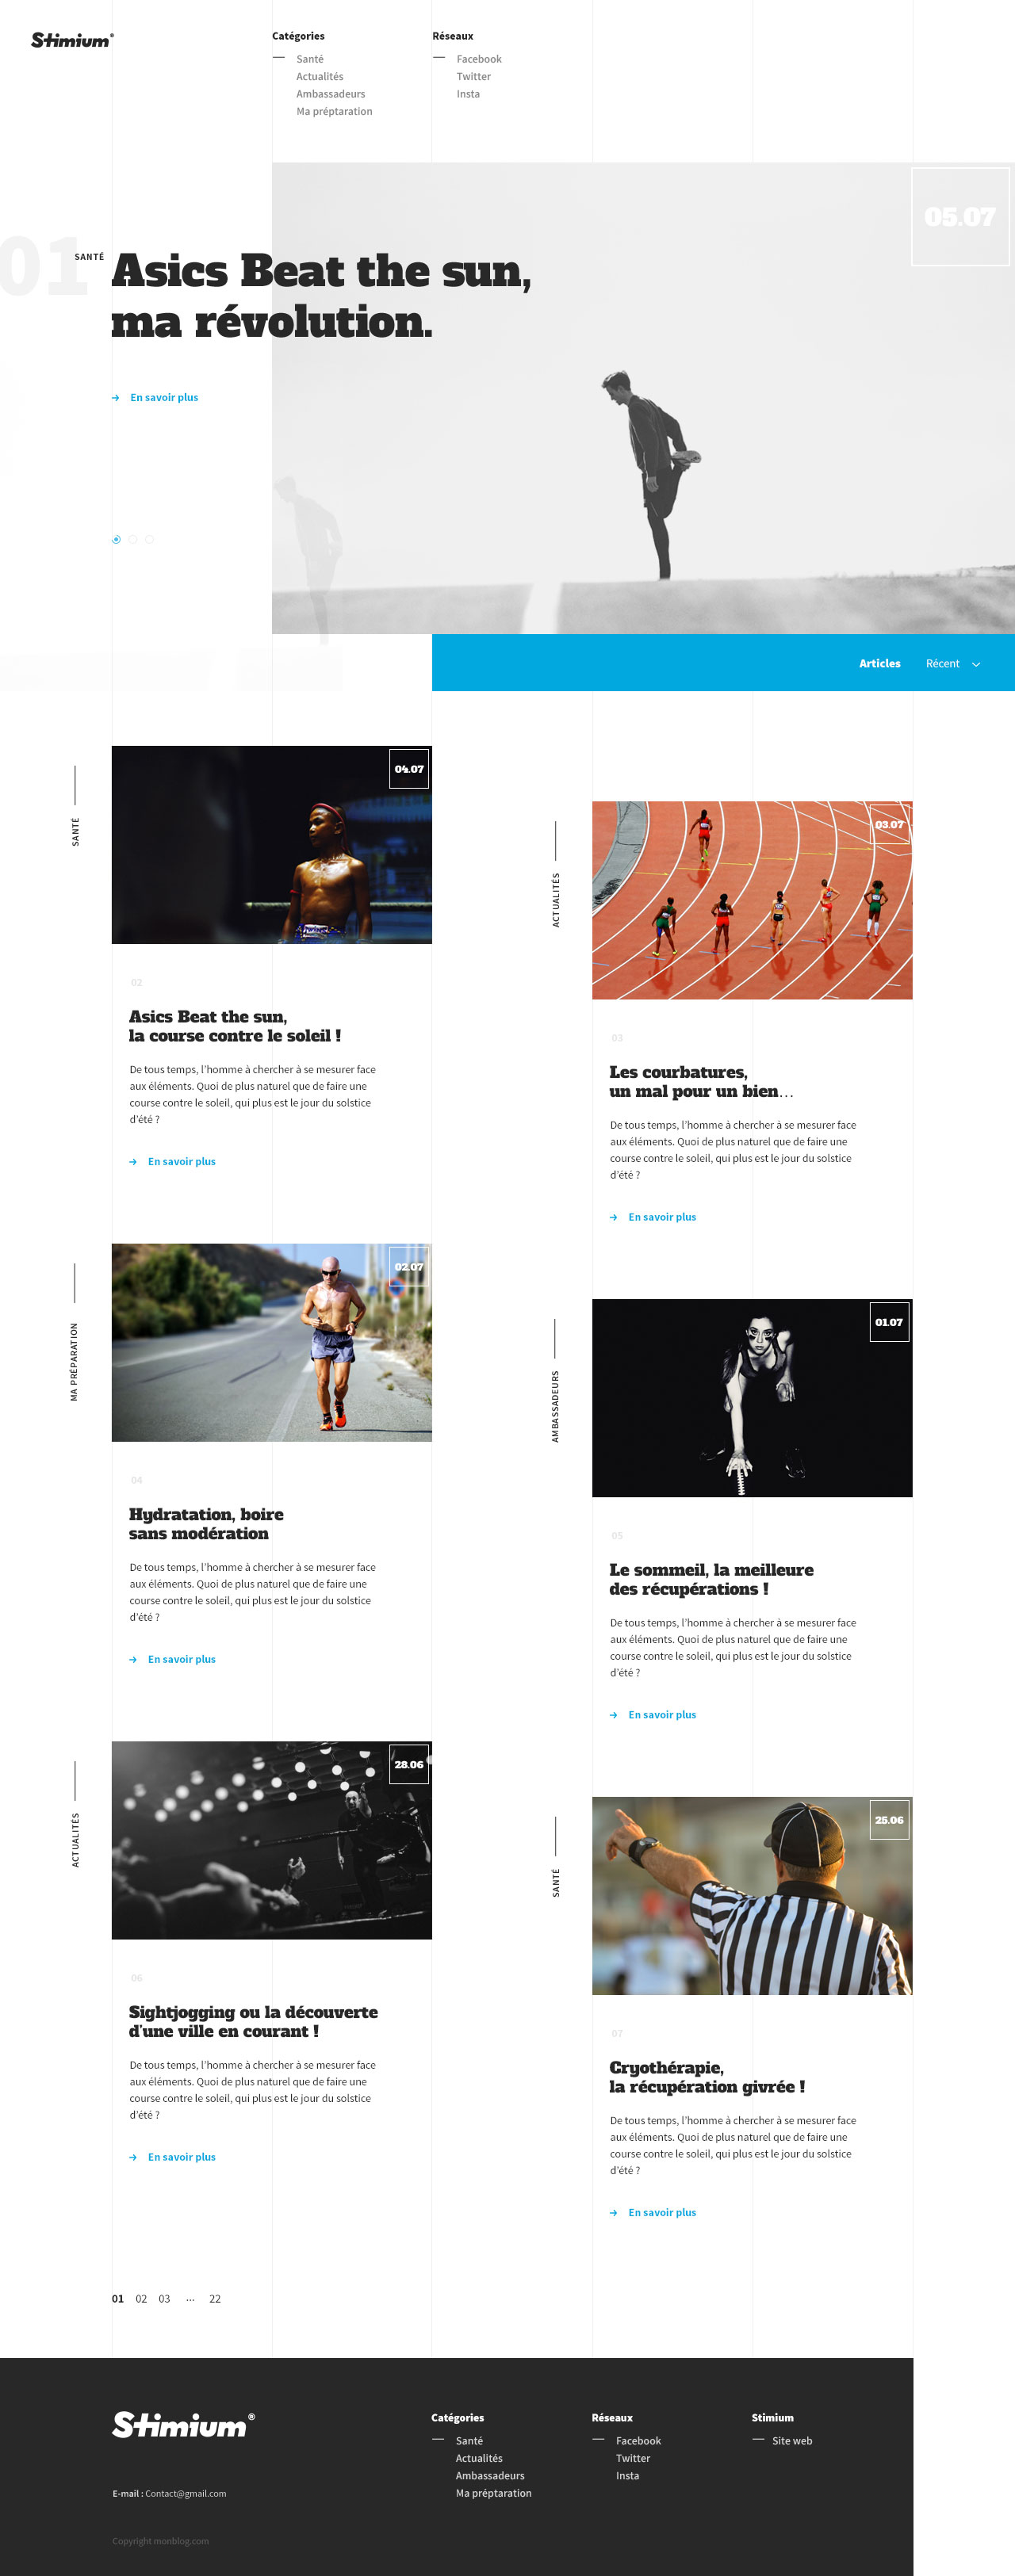 Stimium®
Catégories
Santé
Actualités
Ambassadeurs
Ma préptaration
Réseaux
Facebook
Twitter
Insta
05.07
01
SANTÉ
Asics Beat the sun,
ma révolution.
En savoir plus
Articles
Récent
SANTÉ
04.07
02
Asics Beat the sun,
la course contre le soleil !
De tous temps, l'homme à chercher à se mesurer face
aux éléments. Quoi de plus naturel que de faire une
course contre le soleil, qui plus est le jour du solstice
d'été ?
En savoir plus
ACTUALITÉS
03.07
03
Les courbatures,
un mal pour un bien...
De tous temps, l'homme à chercher à se mesurer face
aux éléments. Quoi de plus naturel que de faire une
course contre le soleil, qui plus est le jour du solstice
d'été ?
En savoir plus
MA PRÉPARATION
02.07
04
Hydratation, boire
sans modération
De tous temps, l'homme à chercher à se mesurer face
aux éléments. Quoi de plus naturel que de faire une
course contre le soleil, qui plus est le jour du solstice
d'été ?
En savoir plus
AMBASSADEURS
01.07
05
Le sommeil, la meilleure
des récupérations !
De tous temps, l'homme à chercher à se mesurer face
aux éléments. Quoi de plus naturel que de faire une
course contre le soleil, qui plus est le jour du solstice
d'été ?
En savoir plus
ACTUALITÉS
28.06
06
Sightjogging ou la découverte
d'une ville en courant !
De tous temps, l'homme à chercher à se mesurer face
aux éléments. Quoi de plus naturel que de faire une
course contre le soleil, qui plus est le jour du solstice
d'été ?
En savoir plus
SANTÉ
25.06
07
Cryothérapie,
la récupération givrée !
De tous temps, l'homme à chercher à se mesurer face
aux éléments. Quoi de plus naturel que de faire une
course contre le soleil, qui plus est le jour du solstice
d'été ?
En savoir plus
01 02 03 ... 22
Stimium®
E-mail : Contact@gmail.com
Copyright monblog.com
Catégories
Santé
Actualités
Ambassadeurs
Ma préptaration
Réseaux
Facebook
Twitter
Insta
Stimium
Site web